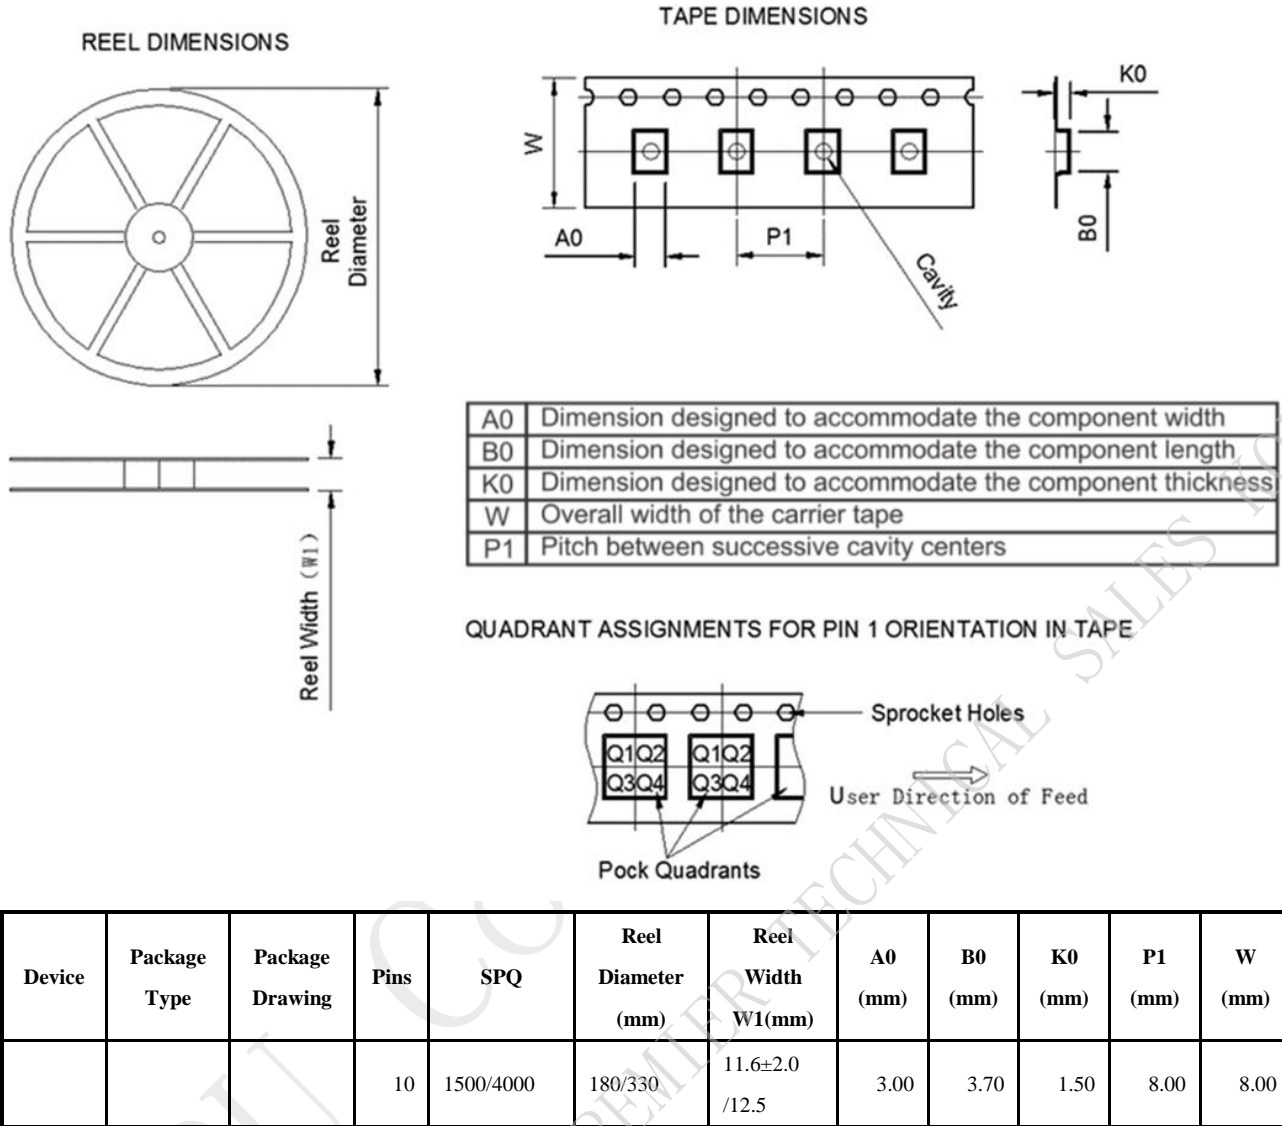 REEL DIMENSIONS
TAPE DIMENSIONS
Reel
Diameter
Reel Width (W1)
W
A0
P1
Cavity
K0
B0
A0 Dimension designed to accommodate the component width
B0 Dimension designed to accommodate the component length
K0 Dimension designed to accommodate the component thickness
W Overall width of the carrier tape
P1 Pitch between successive cavity centers
QUADRANT ASSIGNMENTS FOR PIN 1 ORIENTATION IN TAPE
Sprocket Holes
Q1 Q2 Q1 Q2
Q3 Q4 Q3 Q4
User Direction of Feed
Pock Quadrants
Device Package Type Package Drawing Pins SPQ Reel Diameter (mm) Reel Width W1(mm) A0 (mm) B0 (mm) K0 (mm) P1 (mm) W (mm)
10 1500/4000 180/330 11.6±2.0 /12.5 3.00 3.70 1.50 8.00 8.00
TECHNICAL SALES